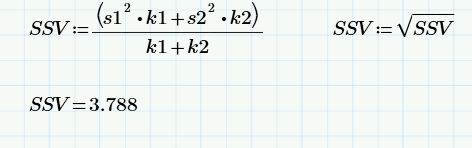 SSV:=(s1²·k1+s2²·k2)/(k1+k2) SSV:=√SSV
SSV=3.788